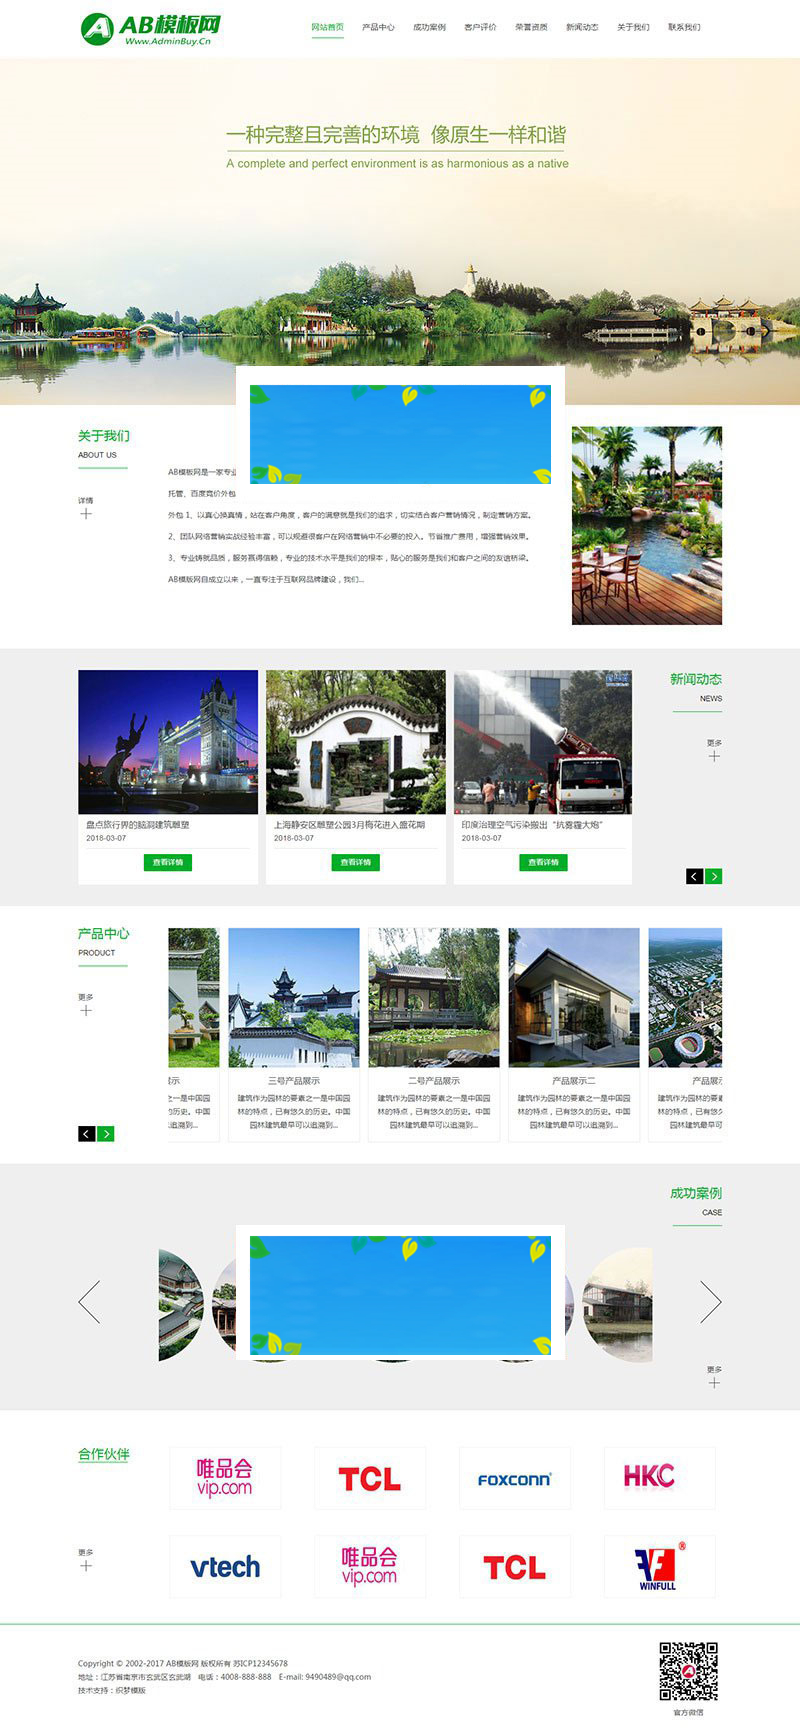 AB模板网
Www.AdminBuy.Cn
网站首页 产品中心 成功案例 客户评价 荣誉资质 新闻动态 关于我们 联系我们
一种完整且完善的环境 像原生一样和谐
A complete and perfect environment is as harmonious as a native
关于我们
ABOUT US
详情
AB模板网是一家专业
托管、百度竞价外包
外包 1、以真心换真情，站在客户角度，客户的满意就是我们的追求，切实结合客户营销情况，制定营销方案。
2、团队网络营销实战经验丰富，可以规避很客户在网络营销中不必要的投入。节省推广费用，增强营销效果。
3、专业铸就品质，服务赢得信赖，专业的技术水平是我们的根本，贴心的服务是我们和客户之间的友谊桥梁。
AB模版网自成立以来，一直专注于互联网品牌建设，我们...
盘点旅行界的脑洞建筑雕塑
2018-03-07
查看详情
上海静安区雕塑公园3月梅花进入盛花期
2018-03-07
查看详情
印度治理空气污染搬出“抗雾霾大炮”
2018-03-07
查看详情
新闻动态
NEWS
更多
产品中心
PRODUCT
更多
示
之一是中国园
的历史。中国
以追溯到...
三号产品展示
建筑作为园林的要素之一是中国园
林的特点，已有悠久的历史。中国
园林建筑最早可以追溯到...
二号产品展示
建筑作为园林的要素之一是中国园
林的特点，已有悠久的历史。中国
园林建筑最早可以追溯到...
产品展示二
建筑作为园林的要素之一是中国园
林的特点，已有悠久的历史。中国
园林建筑最早可以追溯到...
产品展
建筑作为园林的
林的特点，已有
园林建筑最
成功案例
CASE
更多
合作伙伴
更多
唯品会
vip.com
TCL
FOXCONN
HKC
vtech
唯品会
vip.com
TCL
WINFULL
Copyright © 2002-2017 AB模版网 版权所有 苏ICP12345678
地址：江苏省南京市玄武区玄武湖 电话：4008-888-888 E-mail: 9490489@qq.com
技术支持：织梦模版
官方微信